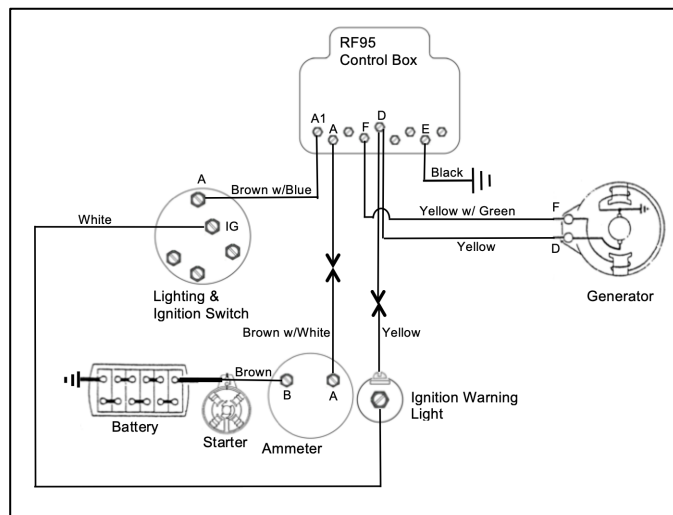 RF95
Control Box
A1
A
F
D
E
Black
A
Brown w/Blue
White
IG
Yellow w/ Green
F
Yellow
D
Lighting &
Ignition Switch
Generator
Brown w/White
Yellow
Brown
B
A
Ignition Warning
Light
Battery
Starter
Ammeter